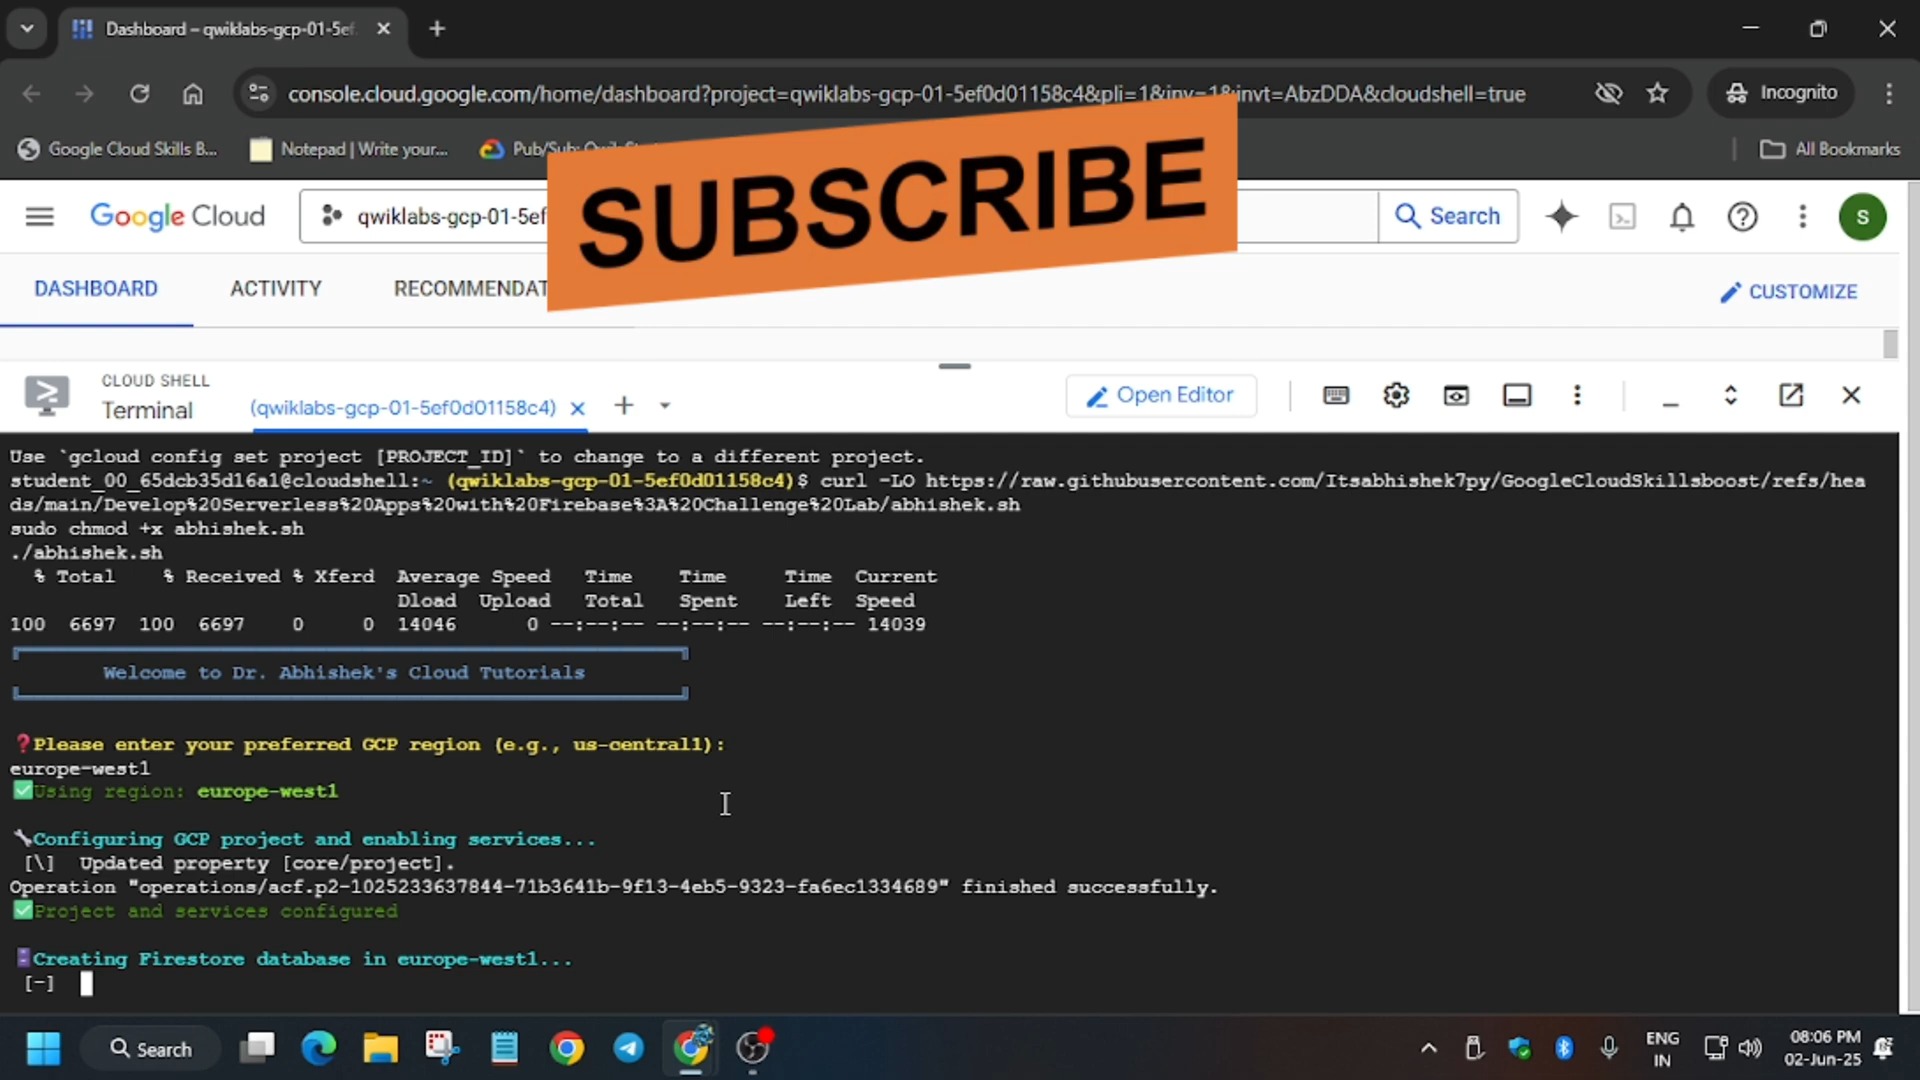 Dashboard – qwiklabs-gcp-01-5ef
console.cloud.google.com/home/dashboard?project=qwiklabs-gcp-01-5ef0d01158c4&pli=1&inv=1&invt=AbzDDA&cloudshell=true
Incognito
Google Cloud Skills B...
Notepad | Write your...
Pub/Sub:
All Bookmarks
SUBSCRIBE
Google Cloud
qwiklabs-gcp-01-5ef
Search
S
DASHBOARD
ACTIVITY
RECOMMENDAT
CUSTOMIZE
CLOUD SHELL
Terminal
(qwiklabs-gcp-01-5ef0d01158c4)
Open Editor
Use `gcloud config set project [PROJECT_ID]` to change to a different project.
student_00_65dcb35d16a1@cloudshell:~ (qwiklabs-gcp-01-5ef0d01158c4)$ curl -LO https://raw.githubusercontent.com/Itsabhishek7py/GoogleCloudSkillsboost/refs/hea
ds/main/Develop%20Serverless%20Apps%20with%20Firebase%3A%20Challenge%20Lab/abhishek.sh
sudo chmod +x abhishek.sh
./abhishek.sh
% Total % Received % Xferd Average Speed Time Time Time Current
Dload Upload Total Spent Left Speed
100 6697 100 6697 0 0 14046 0 --:--:-- --:--:-- --:--:-- 14039
Welcome to Dr. Abhishek's Cloud Tutorials
❓Please enter your preferred GCP region (e.g., us-central1):
europe-west1
✅Using region: europe-west1
🔧Configuring GCP project and enabling services...
[\] Updated property [core/project].
Operation "operations/acf.p2-1025233637844-71b3641b-9f13-4eb5-9323-fa6ec1334689" finished successfully.
✅Project and services configured
Creating Firestore database in europe-west1...
[-]
Search
ENG
IN
08:06 PM
02-Jun-25